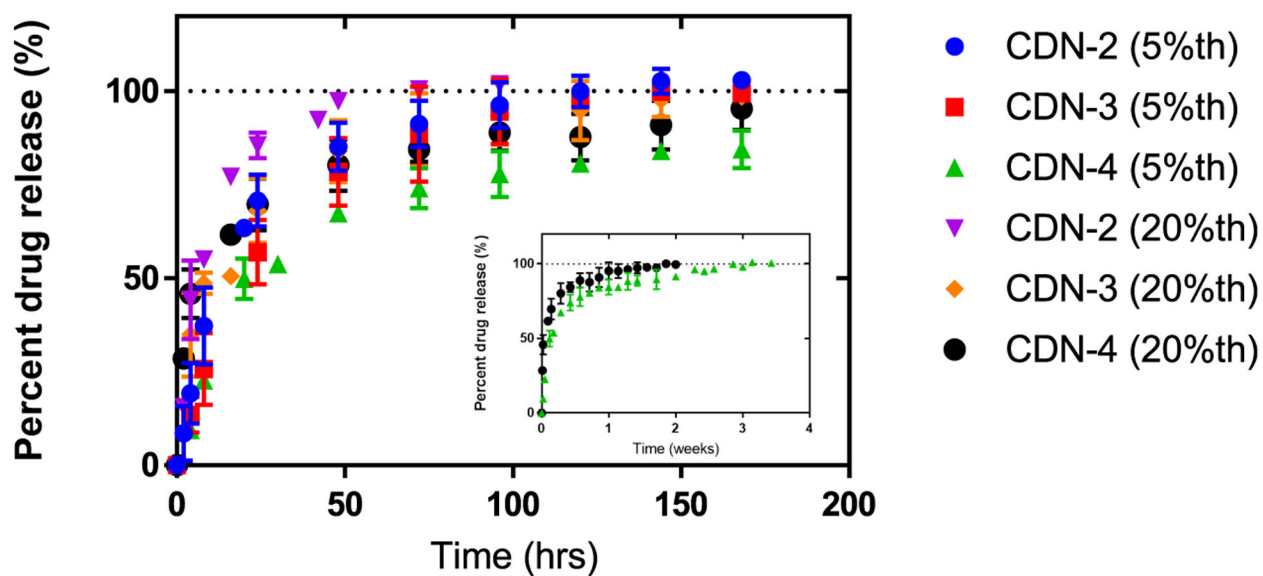 Percent drug release (%)
100
50
0
0 50 100 150 200
Time (hrs)
Percent drug release (%)
100
50
0
0 1 2 3 4
Time (weeks)
CDN-2 (5%th)
CDN-3 (5%th)
CDN-4 (5%th)
CDN-2 (20%th)
CDN-3 (20%th)
CDN-4 (20%th)